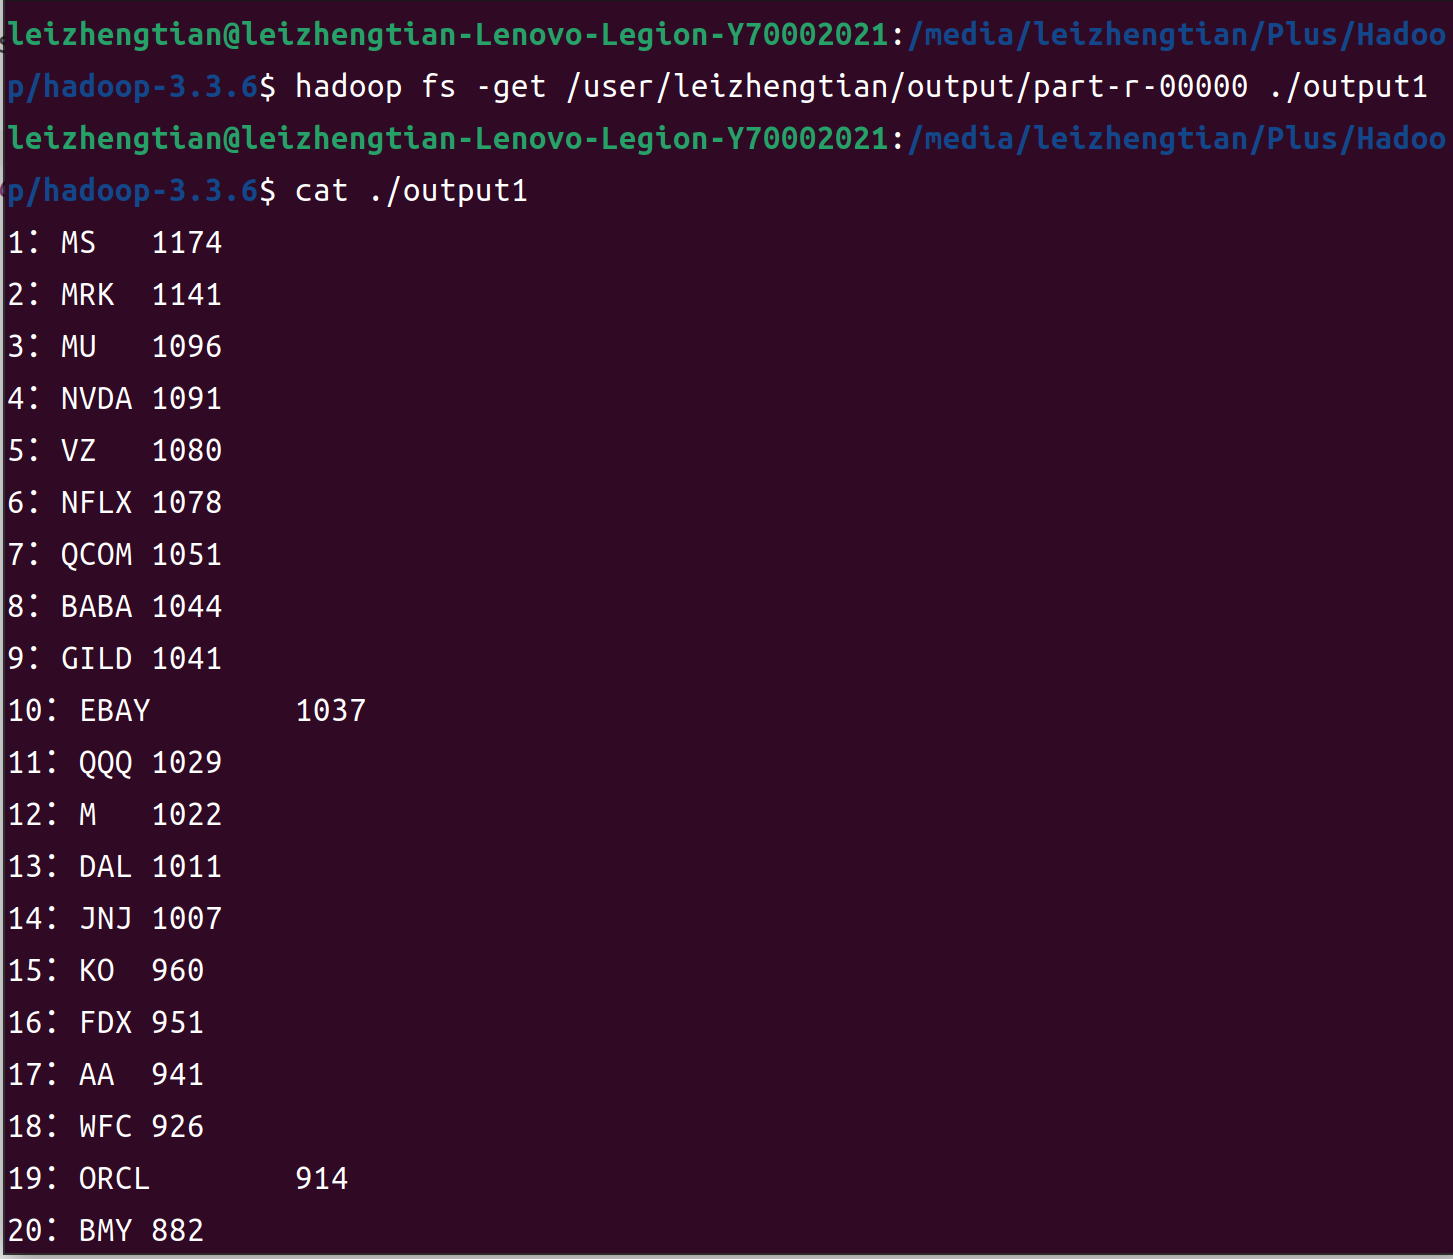 leizhengtian@leizhengtian-Lenovo-Legion-Y70002021:/media/leizhengtian/Plus/Hadoo
p/hadoop-3.3.6$ hadoop fs -get /user/leizhengtian/output/part-r-00000 ./output1
leizhengtian@leizhengtian-Lenovo-Legion-Y70002021:/media/leizhengtian/Plus/Hadoo
p/hadoop-3.3.6$ cat ./output1
1：MS	1174
2：MRK	1141
3：MU	1096
4：NVDA	1091
5：VZ	1080
6：NFLX	1078
7：QCOM	1051
8：BABA	1044
9：GILD	1041
10：EBAY	1037
11：QQQ	1029
12：M	1022
13：DAL	1011
14：JNJ	1007
15：KO	960
16：FDX	951
17：AA	941
18：WFC	926
19：ORCL	914
20：BMY	882